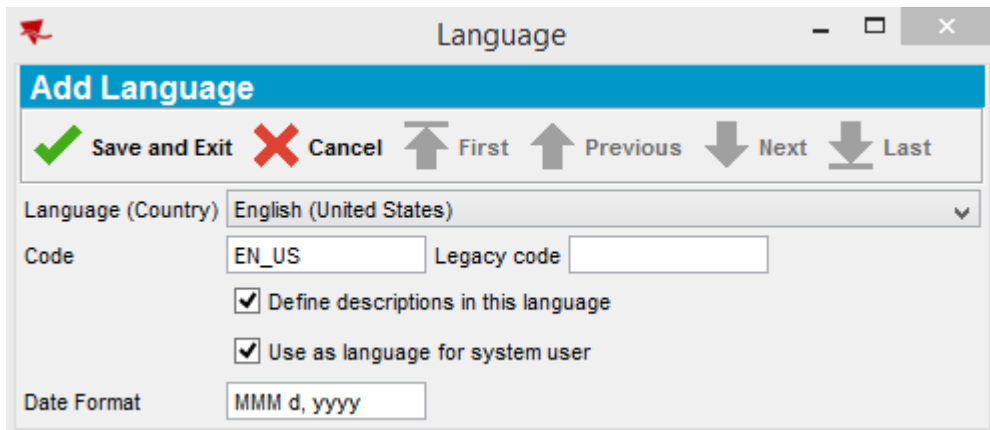 Language
Add Language
Save and Exit Cancel First Previous Next Last
Language (Country) English (United States)
Code EN_US Legacy code
Define descriptions in this language
Use as language for system user
Date Format MMM d, yyyy